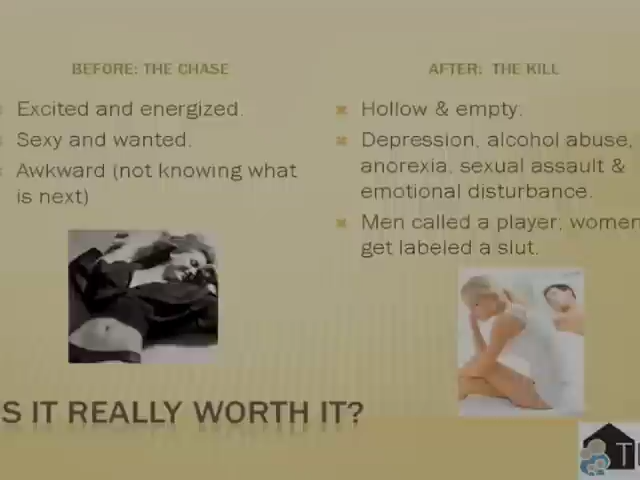 BEFORE: THE CHASE
Excited and energized.
Sexy and wanted.
Awkward (not knowing what
is next)
AFTER: THE KILL
Hollow & empty.
Depression, alcohol abuse,
anorexia, sexual assault &
emotional disturbance.
Men called a player, women
get labeled a slut.
S IT REALLY WORTH IT?